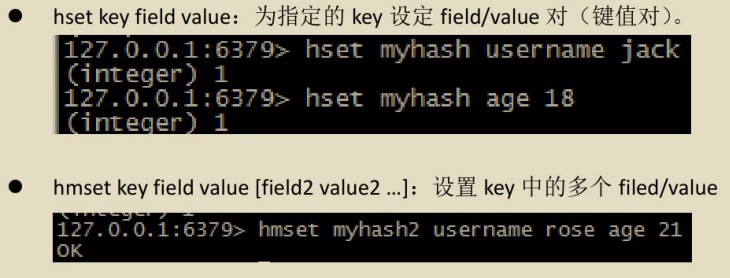 ● hset key field value：为指定的 key 设定 field/value 对（键值对）。
127.0.0.1:6379> hset myhash username jack
(integer) 1
127.0.0.1:6379> hset myhash age 18
(integer) 1
● hmset key field value [field2 value2 …]：设置 key 中的多个 filed/value
(integer) 1
127.0.0.1:6379> hmset myhash2 username rose age 21
OK